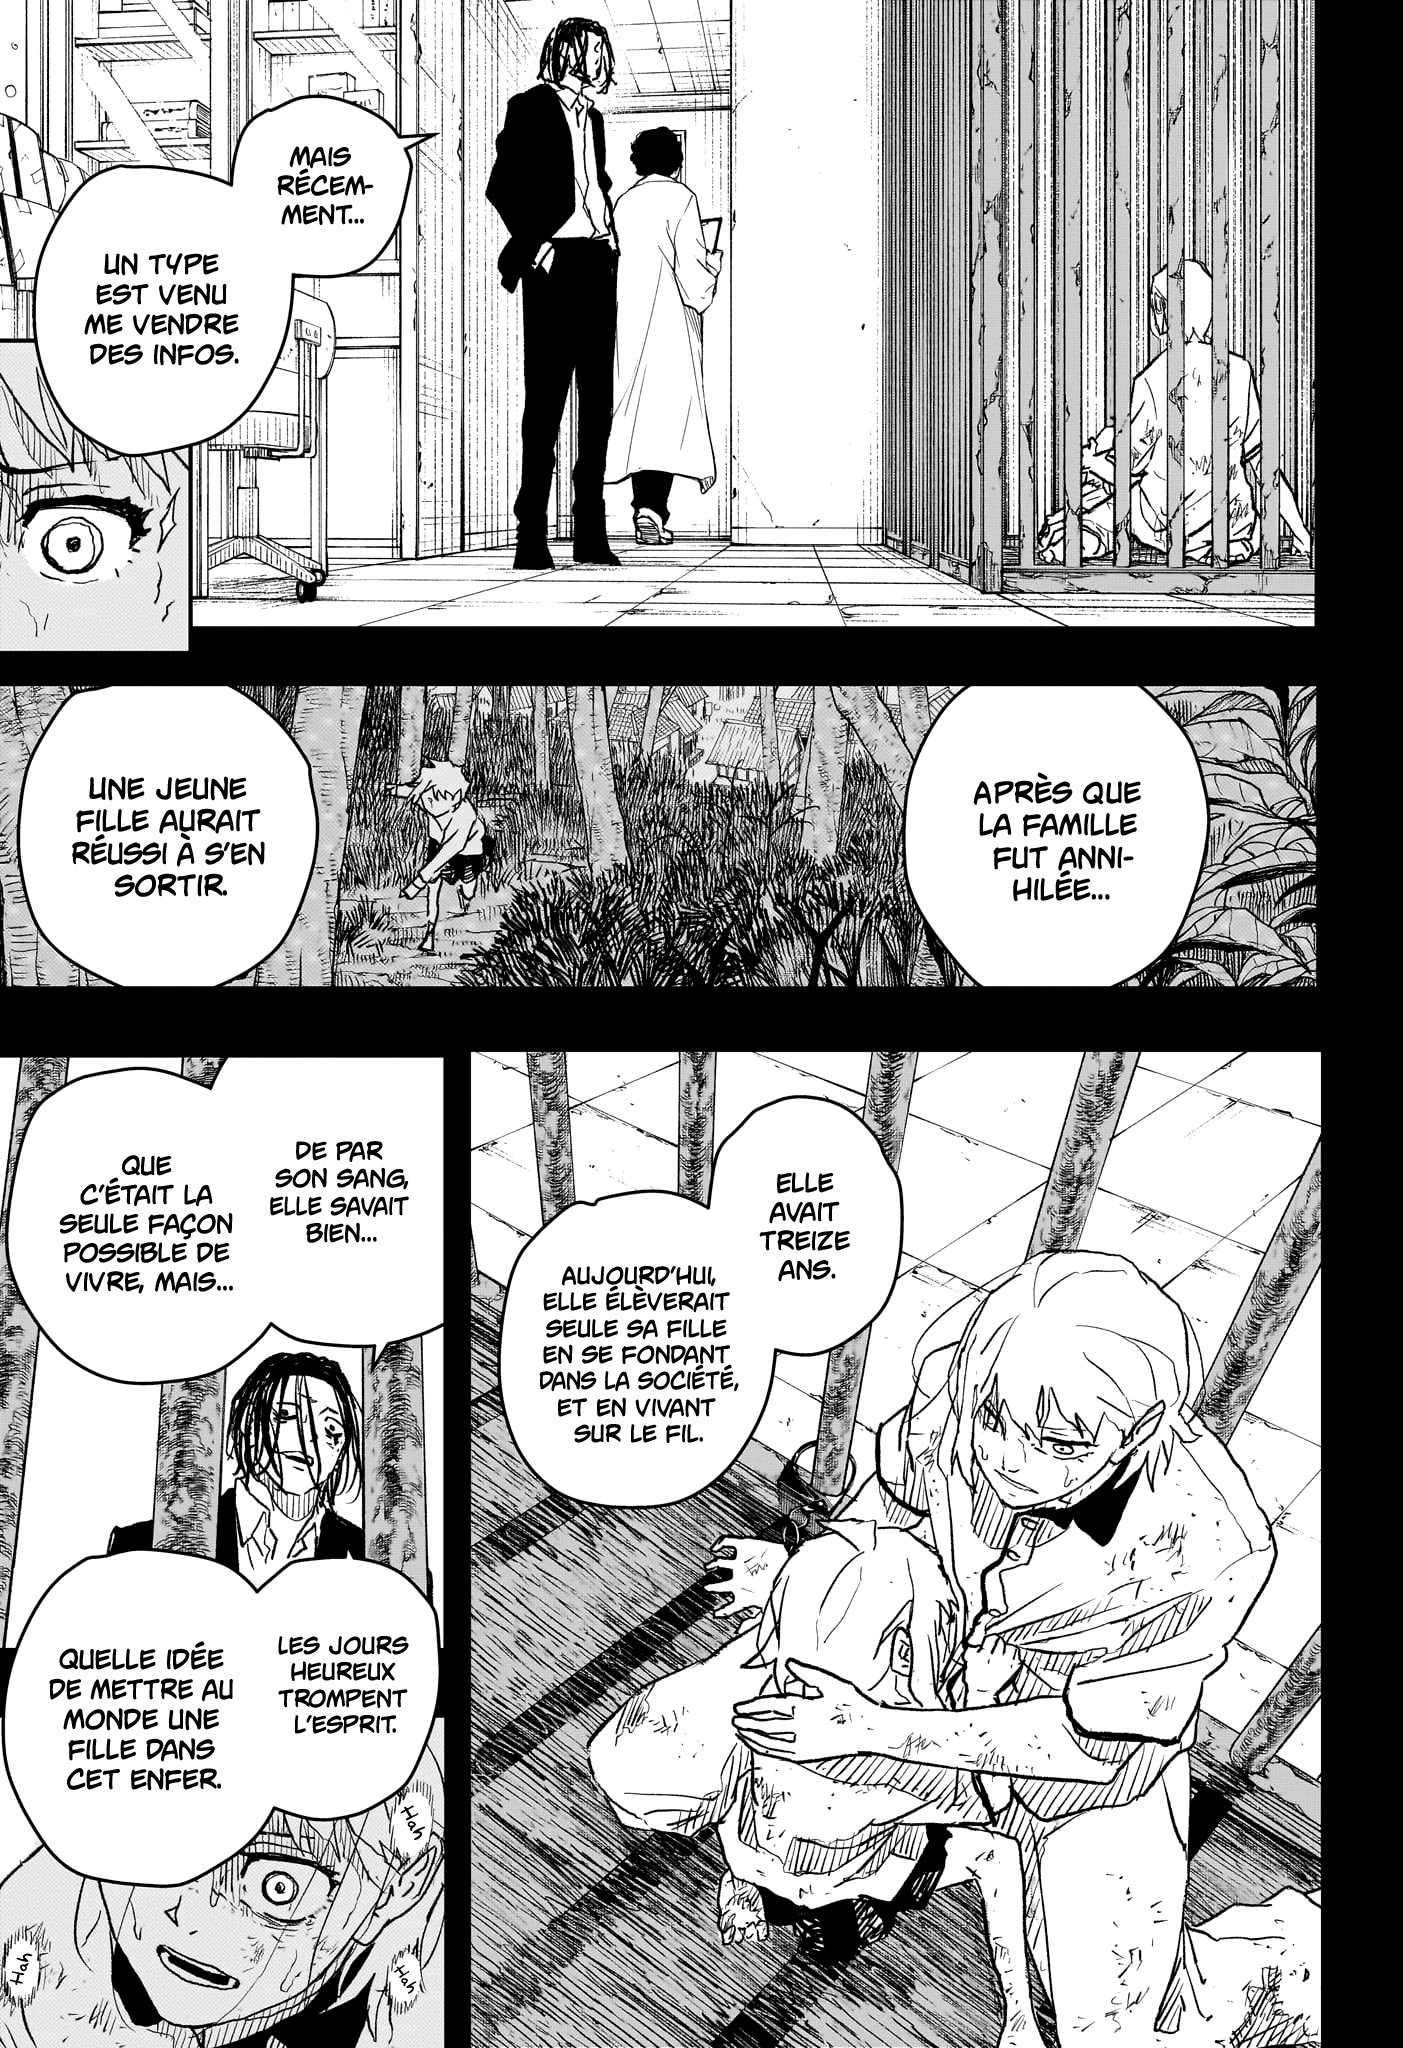 MAIS
RÉCEM-
MENT...
UN TYPE
EST VENU
ME VENDRE
DES INFOS.
APRÈS QUE
LA FAMILLE
FUT ANNI-
HILÉE...
UNE JEUNE
FILLE AURAIT
RÉUSSI À S'EN
SORTIR.
ELLE
AVAIT
TREIZE
ANS.
AUJOURD'HUI,
ELLE ÉLÈVERAIT
SEULE SA FILLE
EN SE FONDANT
DANS LA SOCIÉTÉ,
ET EN VIVANT
SUR LE FIL.
DE PAR
SON SANG,
ELLE SAVAIT
BIEN...
QUE
C'ÉTAIT LA
SEULE FAÇON
POSSIBLE DE
VIVRE, MAIS...
LES JOURS
HEUREUX
TROMPENT
L'ESPRIT.
QUELLE IDÉE
DE METTRE AU
MONDE UNE
FILLE DANS
CET ENFER.
Hah
Hah
Hah